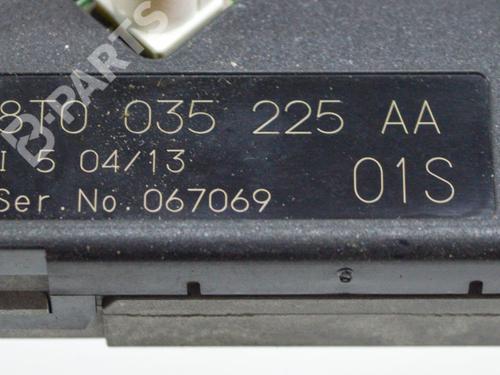 B-PARTS
8T0 035 225 AA
I 5 04/13
01S
Ser.No.067069